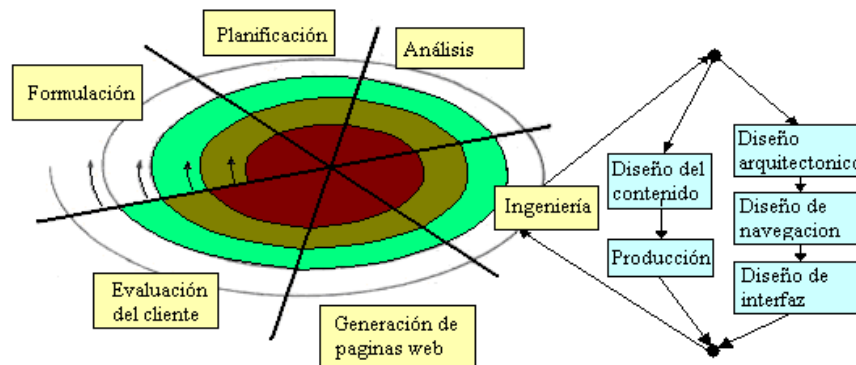 Planificación
Análisis
Formulación
Ingeniería
Evaluación
del cliente
Generación de
paginas web
Diseño del
contenido
Producción
Diseño
arquitectonico
Diseño de
navegacion
Diseño de
interfaz